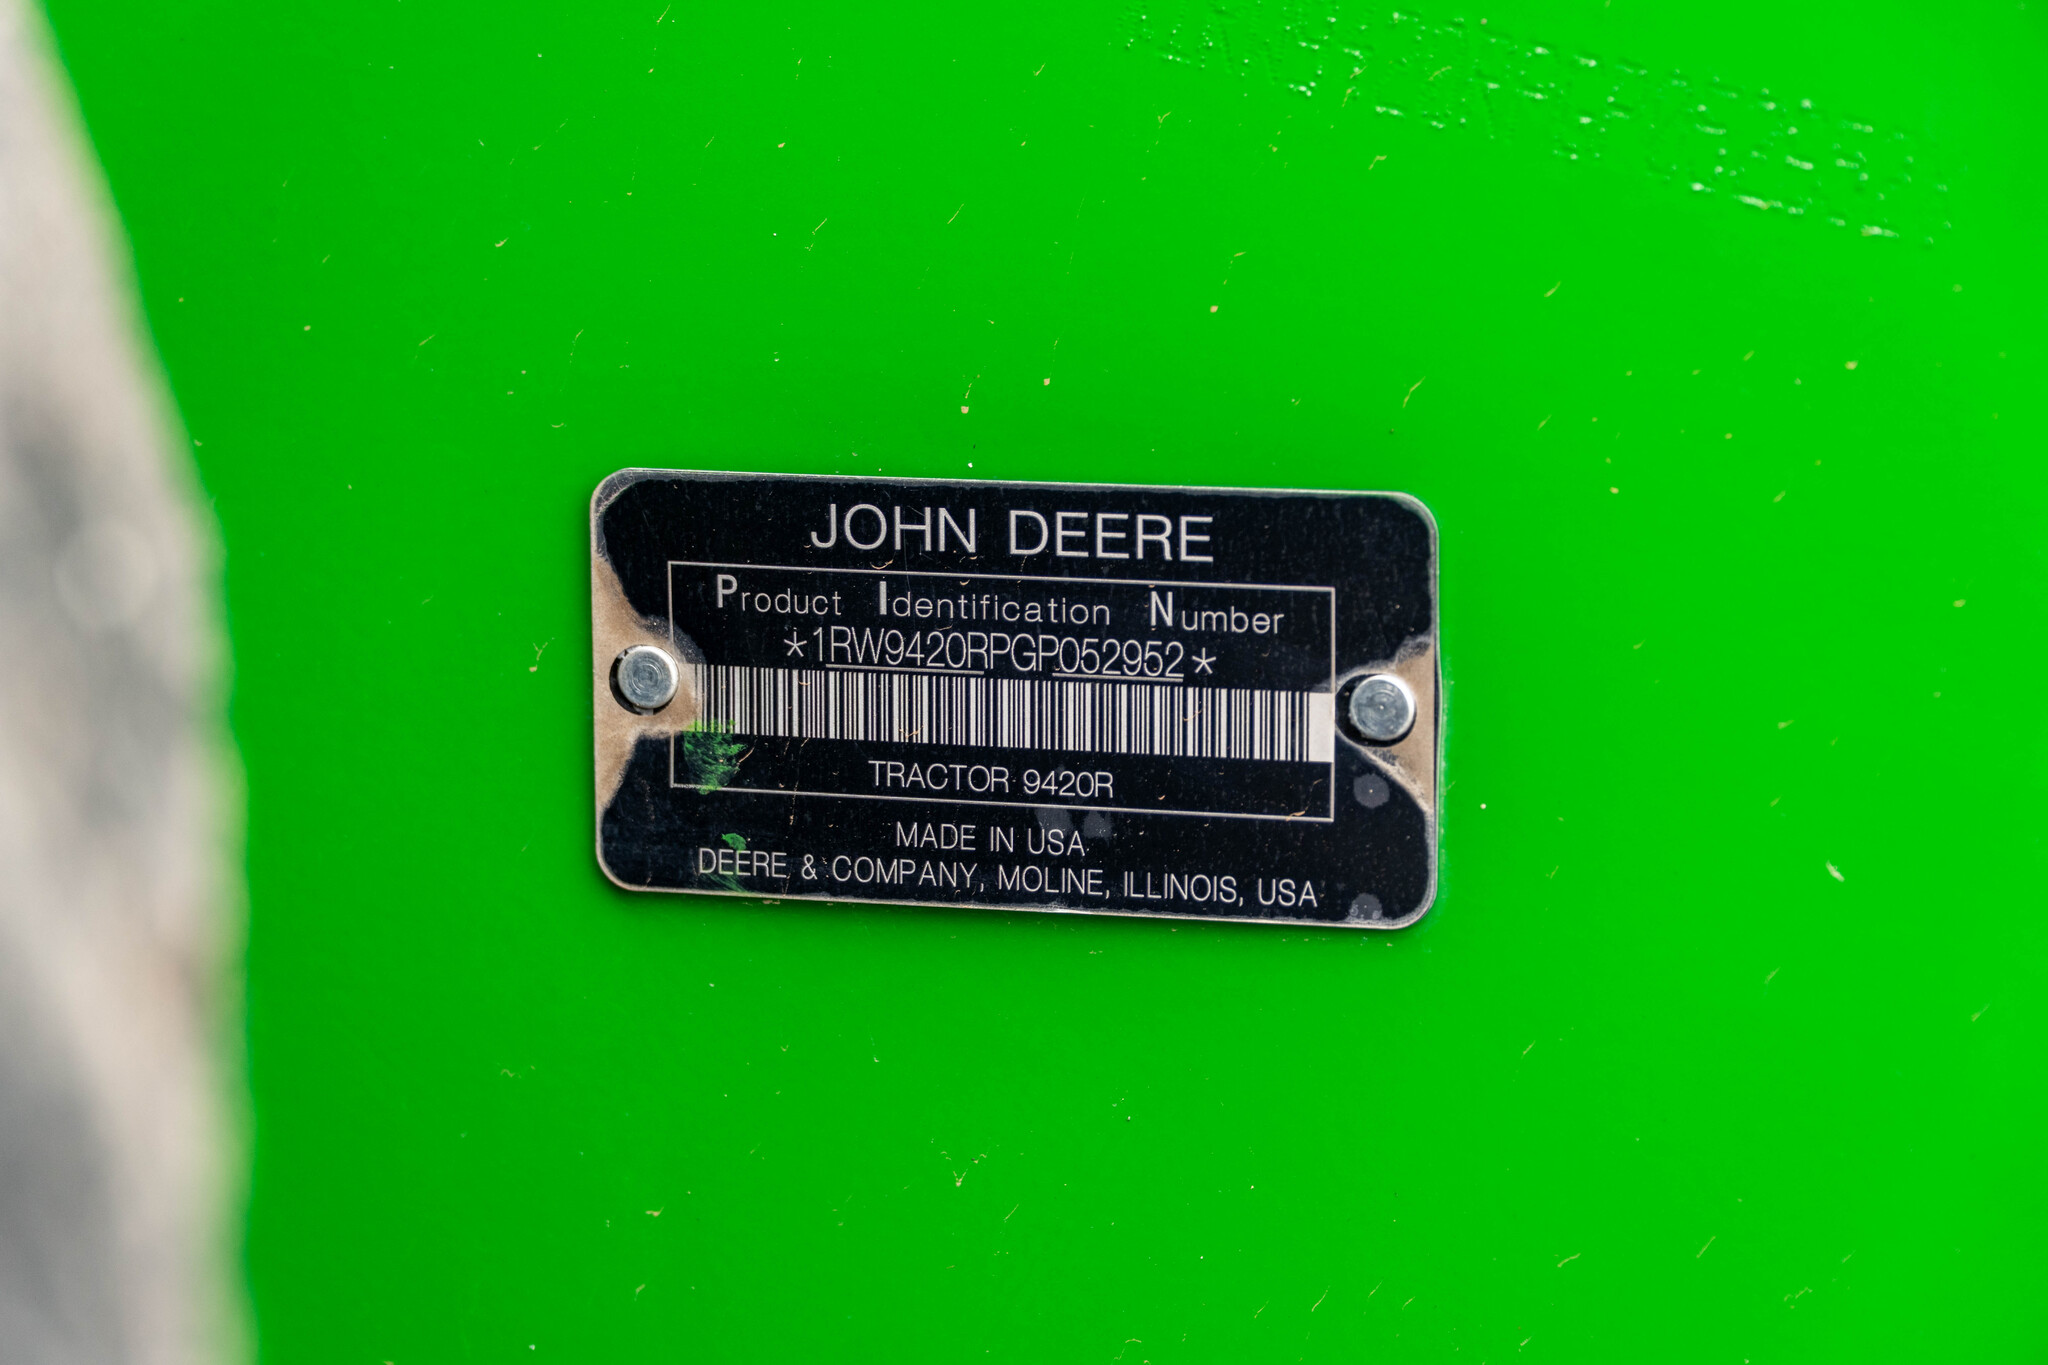 JOHN DEERE
Product Identification Number
*1RW9420RPGP052952*
TRACTOR 9420R
MADE IN USA
DEERE & COMPANY, MOLINE, ILLINOIS, USA